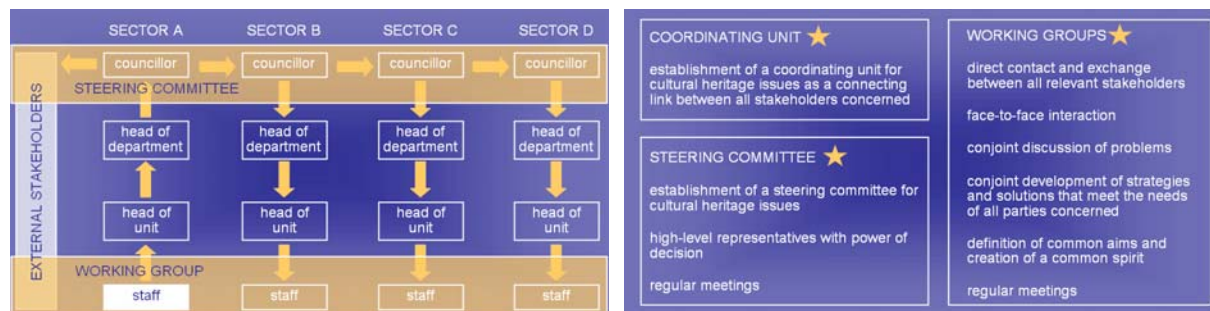 SECTOR A SECTOR B SECTOR C SECTOR D
councillor councillor councillor councillor
STEERING COMMITTEE
EXTERNAL STAKEHOLDERS
head of department head of department head of department head of department
head of unit head of unit head of unit head of unit
WORKING GROUP
staff staff staff staff
COORDINATING UNIT
establishment of a coordinating unit for
cultural heritage issues as a connecting
link between all stakeholders concerned
STEERING COMMITTEE
establishment of a steering committee for
cultural heritage issues
high-level representatives with power of
decision
regular meetings
WORKING GROUPS
direct contact and exchange
between all relevant stakeholders
face-to-face interaction
conjoint discussion of problems
conjoint development of strategies
and solutions that meet the needs
of all parties concerned
definition of common aims and
creation of a common spirit
regular meetings